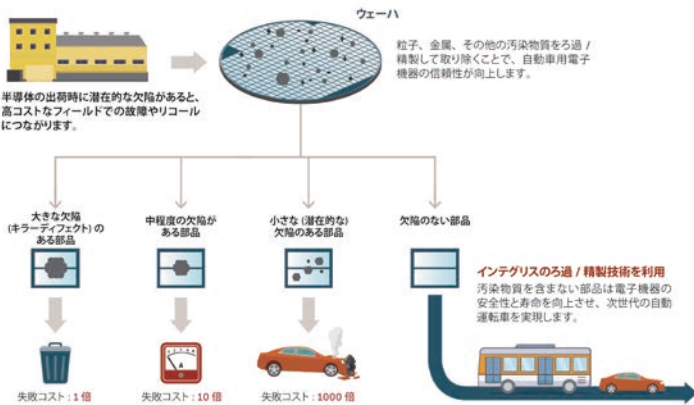 ウェーハ
粒子、金属、その他の汚染物質をろ過 /
精製して取り除くことで、自動車用電子
機器の信頼性が向上します。
半導体の出荷時に潜在的な欠陥があると、
高コストなフィールドでの故障やリコール
につながります。
大きな欠陥
(キラーディフェクト) の
ある部品
中程度の欠陥が
ある部品
小さな (潜在的な)
欠陥のある部品
欠陥のない部品
インテグリスのろ過 / 精製技術を利用
汚染物質を含まない部品は電子機器の
安全性と寿命を向上させ、次世代の自動
運転車を実現します。
A
失敗コスト : 1 倍
失敗コスト : 10 倍
失敗コスト : 1000 倍